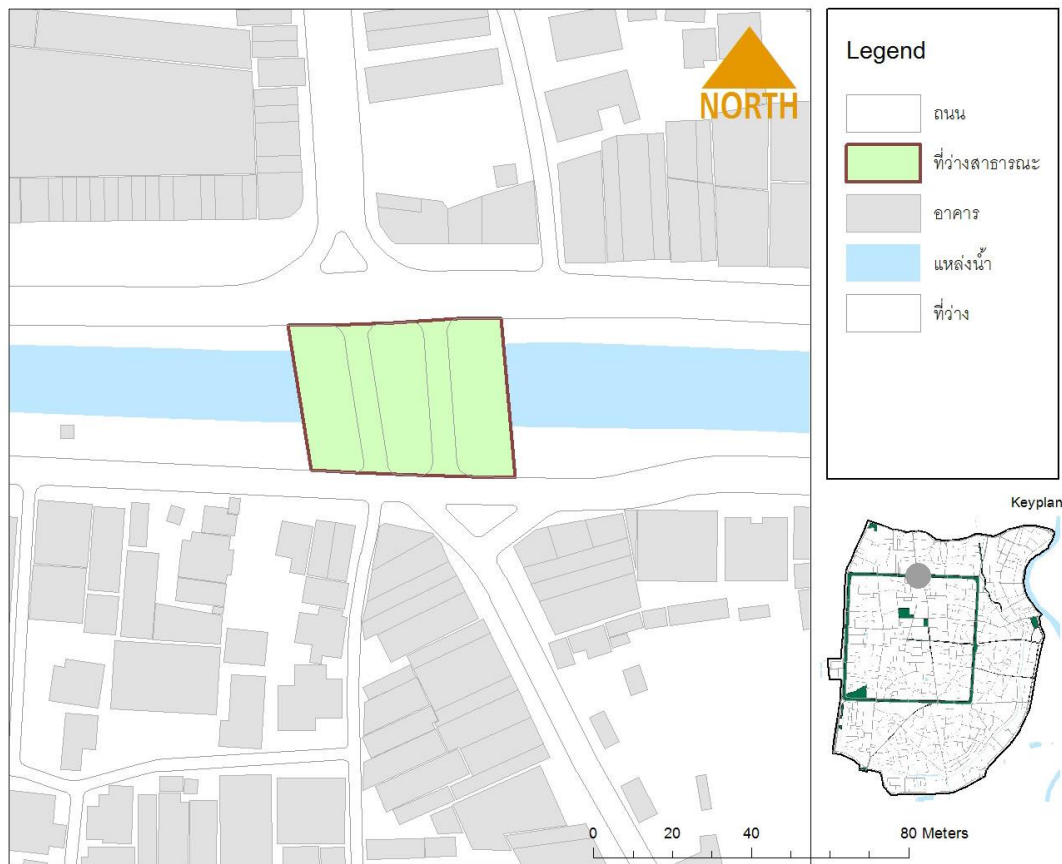 NORTH
Legend
ถนน
ที่ว่างสาธารณะ
อาคาร
แหล่งน้ำ
ที่ว่าง
Keyplan
0 20 40 80 Meters